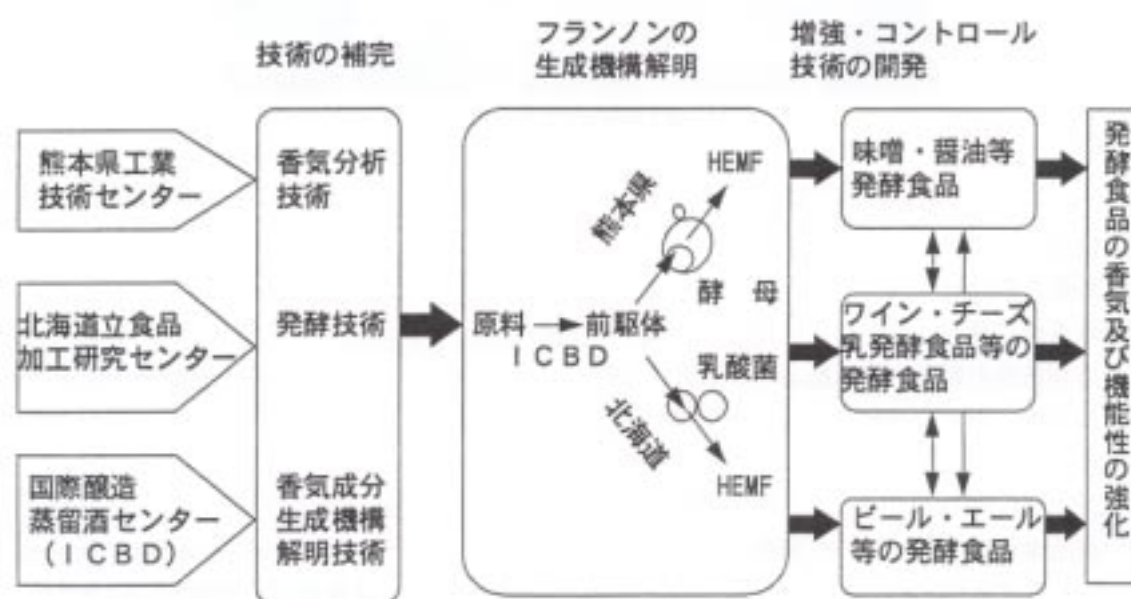 技術の補完
フランノンの
生成機構解明
増強・コントロール
技術の開発
熊本県工業
技術センター
北海道立食品
加工研究センター
国際醸造
蒸留酒センター
(ICBD)
香気分析
技術
発酵技術
香気成分
生成機構
解明技術
HEMF
熊本県
酵 母
原料
前駆体
ICBD
乳酸菌
北海道
HEMF
味噌・醤油等
発酵食品
ワイン・チーズ
乳発酵食品等の
発酵食品
ビール・エール
等の発酵食品
発酵食品の香気及び機能性の強化